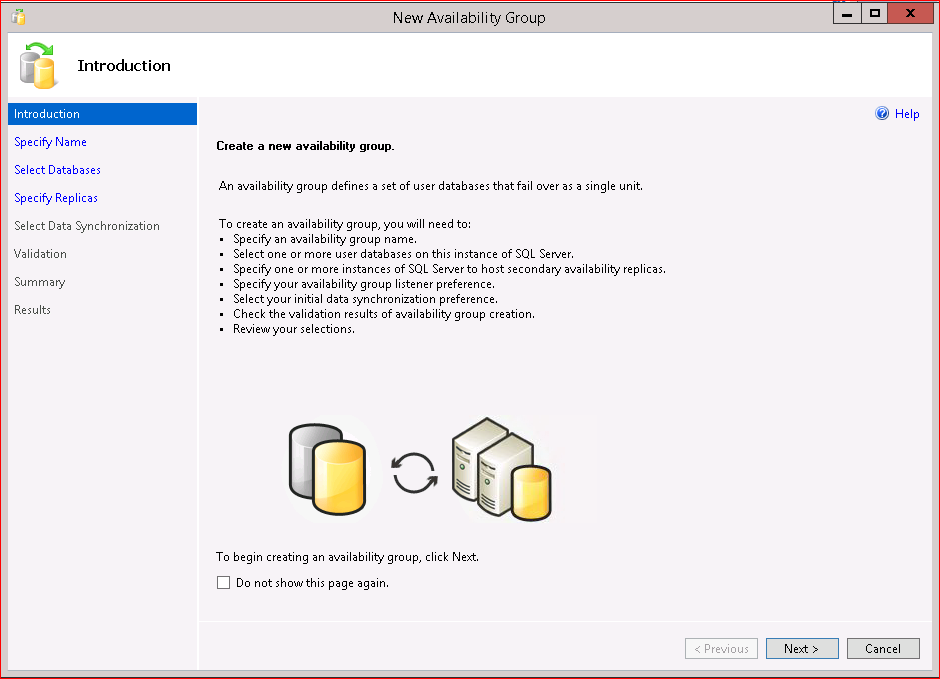 New Availability Group
Introduction
Introduction
Specify Name
Select Databases
Specify Replicas
Select Data Synchronization
Validation
Summary
Results
Help
Create a new availability group.
An availability group defines a set of user databases that fail over as a single unit.
To create an availability group, you will need to:
Specify an availability group name.
Select one or more user databases on this instance of SQL Server.
Specify one or more instances of SQL Server to host secondary availability replicas.
Specify your availability group listener preference.
Select your initial data synchronization preference.
Check the validation results of availability group creation.
Review your selections.
To begin creating an availability group, click Next.
Do not show this page again.
< Previous
Next >
Cancel